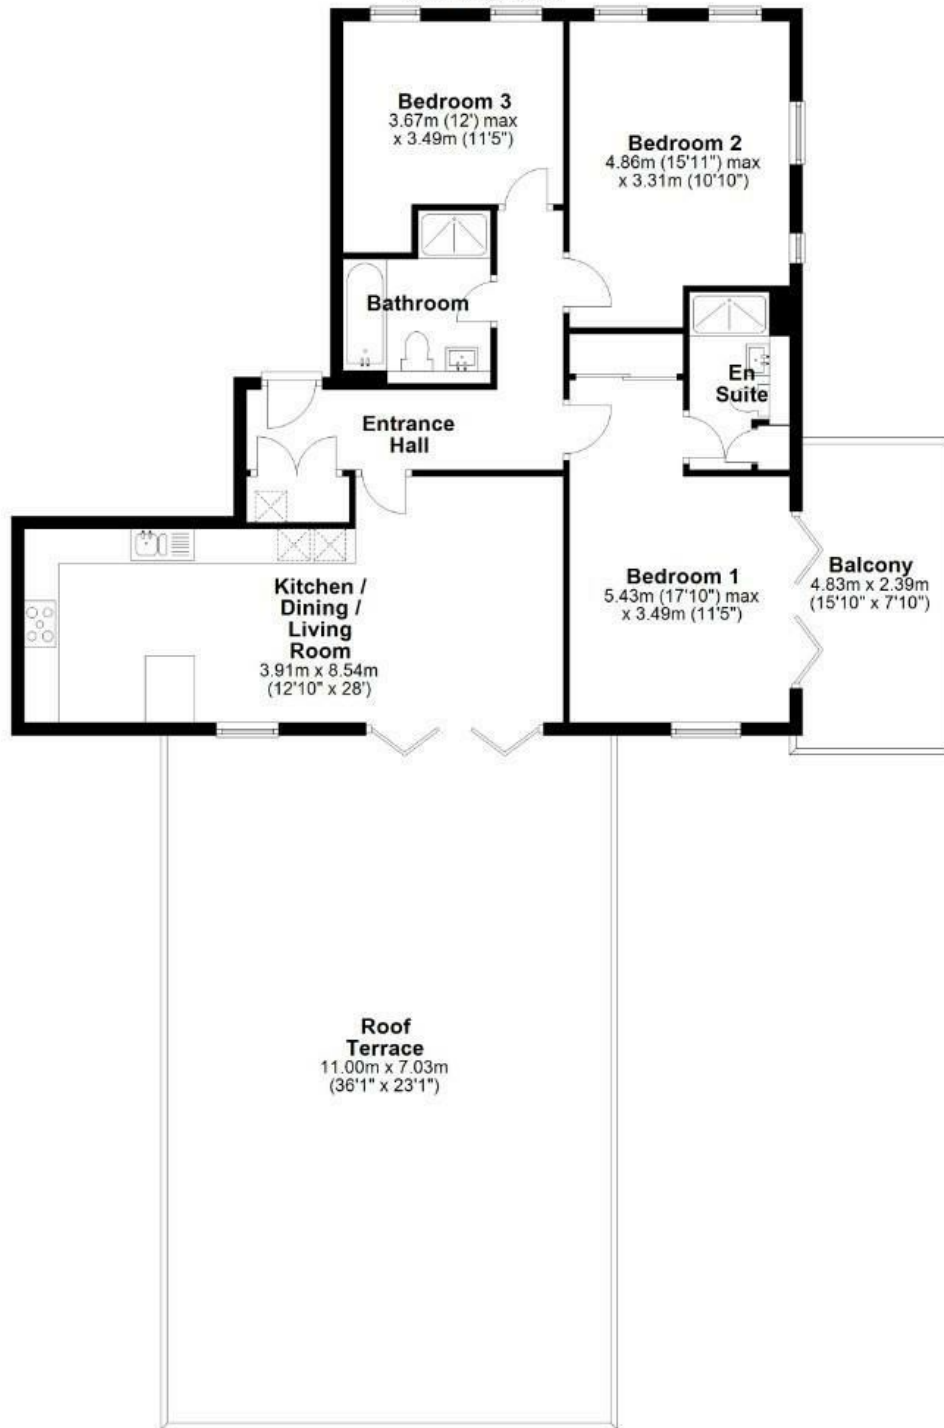 Bedroom 3
3.67m (12') max
x 3.49m (11'5")
Bedroom 2
4.86m (15'11") max
x 3.31m (10'10")
Bathroom
En
Suite
Entrance
Hall
Kitchen /
Dining /
Living
Room
3.91m x 8.54m
(12'10" x 28')
Bedroom 1
5.43m (17'10") max
x 3.49m (11'5")
Balcony
4.83m x 2.39m
(15'10" x 7'10")
Roof
Terrace
11.00m x 7.03m
(36'1" x 23'1")